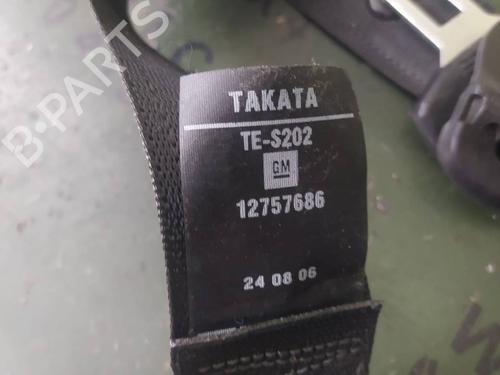 TAKATA
TE-S202
GM
12757686
24 08 06
B-PARTS